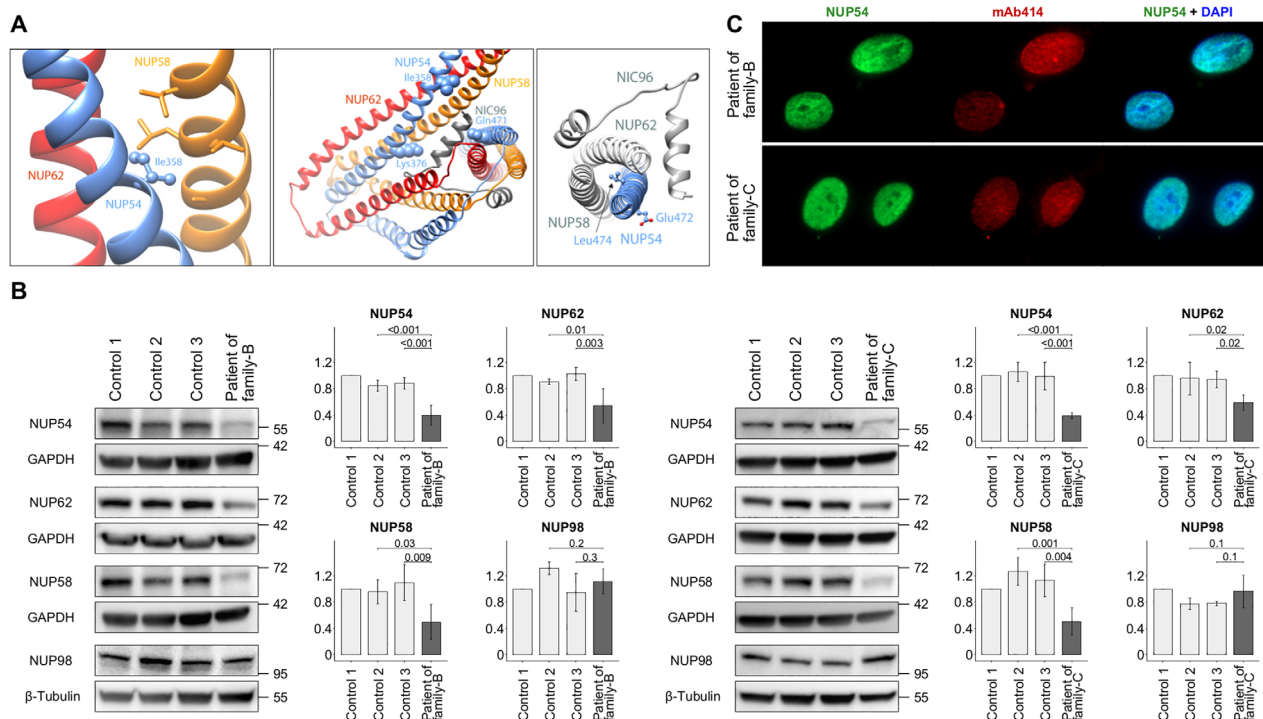 A
NUP58
Ile358
NUP62
NUP54
NUP54
Ile358
NUP58
NUP62
NIC96
Gln471
Lys376
NIC96
NUP62
NUP58
Glu472
Leu474
NUP54
C
NUP54
mAb414
NUP54 + DAPI
Patient of
family-B
Patient of
family-C
B
Control 1
Control 2
Control 3
Patient of
family-B
NUP54
55
42
GAPDH
NUP62
72
42
GAPDH
NUP58
72
42
GAPDH
NUP98
95
β-Tubulin
55
NUP54
<0.001
<0.001
1.2
0.8
0.4
0
Control 1
Control 2
Control 3
Patient of
family-B
NUP62
0.01
0.003
1.2
0.8
0.4
0
Control 1
Control 2
Control 3
Patient of
family-B
NUP58
0.03
0.009
1.2
0.8
0.4
0
Control 1
Control 2
Control 3
Patient of
family-B
NUP98
0.2
0.3
1.2
0.8
0.4
0
Control 1
Control 2
Control 3
Patient of
family-B
Control 1
Control 2
Control 3
Patient of
family-C
NUP54
55
42
GAPDH
NUP62
72
42
GAPDH
NUP58
72
42
GAPDH
NUP98
95
β-Tubulin
55
NUP54
<0.001
<0.001
1.2
0.8
0.4
0
Control 1
Control 2
Control 3
Patient of
family-C
NUP62
0.02
0.02
1.2
0.8
0.4
0
Control 1
Control 2
Control 3
Patient of
family-C
NUP58
0.001
0.004
1.2
0.8
0.4
0
Control 1
Control 2
Control 3
Patient of
family-C
NUP98
0.1
0.1
1.2
0.8
0.4
0
Control 1
Control 2
Control 3
Patient of
family-C